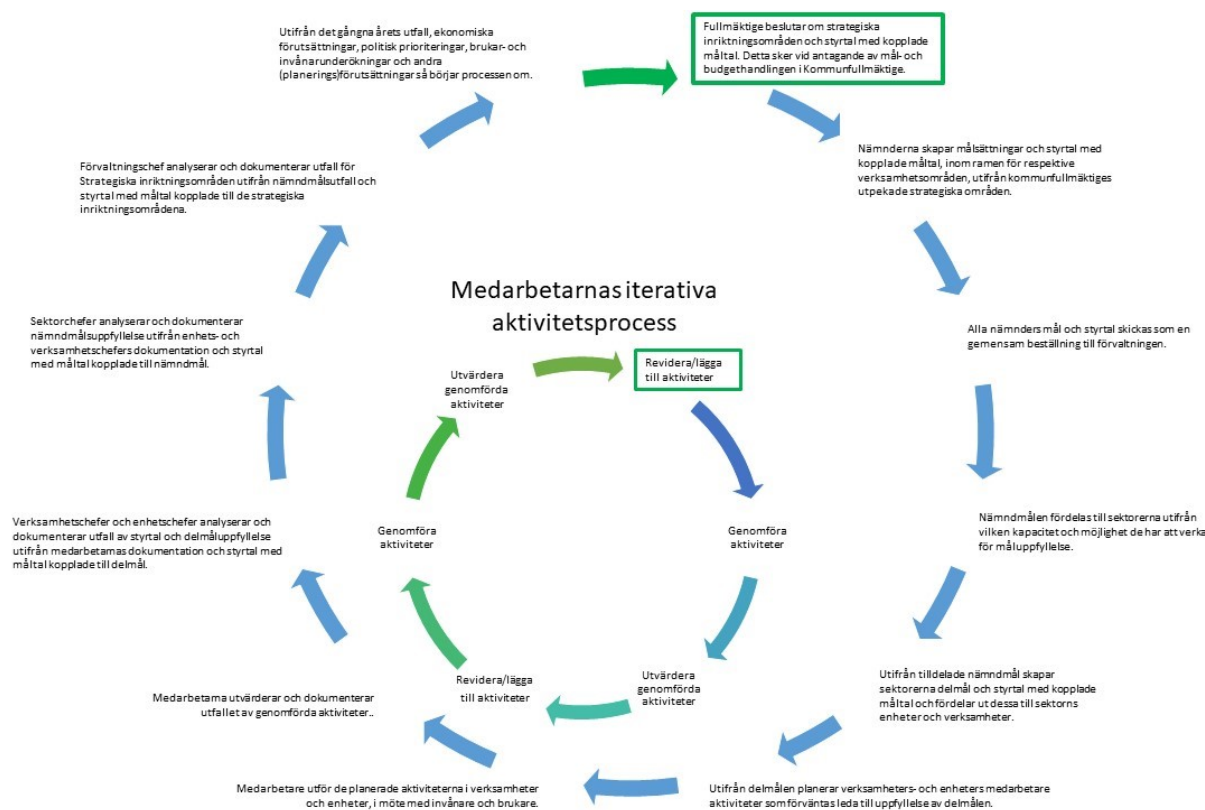 Utifrån det gångna årets utfall, ekonomiska
förutsättningar, politisk prioriteringar, brukar- och
invånarunderökningar och andra
(planerings)förutsättningar så börjar processen om.
Fullmäktige beslutar om strategiska
inriktningsområden och styrtal med kopplade
måltal. Detta sker vid antagande av mål- och
budgethandlingen i Kommunfullmäktige.
Nämnderna skapar målsättningar och styrtal med
kopplade måltal, inom ramen för respektive
verksamhetsområden, utifrån kommunfullmäktiges
utpekade strategiska områden.
Alla nämnders mål och styrtal skickas som en
gemensam beställning till förvaltningen.
Nämndmålen fördelas till sektorerna utifrån
vilken kapacitet och möjlighet de har att verka
för måluppfyllelse.
Utifrån tilldelade nämndmål skapar
sektorerna delmål och styrtal med kopplade
måltal och fördelar ut dessa till sektorns
enheter och verksamheter.
Utifrån delmålen planerar verksamheters- och enheters medarbetare
aktiviteter som förväntas leda till uppfyllelse av delmålen.
Medarbetare utför de planerade aktiviteterna i verksamheter
och enheter, i möte med invånare och brukare.
Medarbetarna utvärderar och dokumenterar
utfallet av genomförda aktiviteter..
Verksamhetschefer och enhetschefer analyserar och
dokumenterar utfall av styrtal och delmåluppfyllelse
utifrån medarbetarnas dokumentation och styrtal med
måltal kopplade till delmål.
Sektorchefer analyserar och dokumenterar
nämndmålsuppfyllelse utifrån enhets- och
verksamhetschefers dokumentation och styrtal
med måltal kopplade till nämndmål.
Förvaltningschef analyserar och dokumenterar utfall för
Strategiska inriktningsområden utifrån nämndmålsutfall och
styrtal med måltal kopplade till de strategiska
inriktningsområdena.
Medarbetarnas iterativa
aktivitetsprocess
Revidera/lägga
till aktiviteter
Genomföra
aktiviteter
Utvärdera
genomförda
aktiviteter
Revidera/lägga
till aktiviteter
Genomföra
aktiviteter
Utvärdera
genomförda
aktiviteter